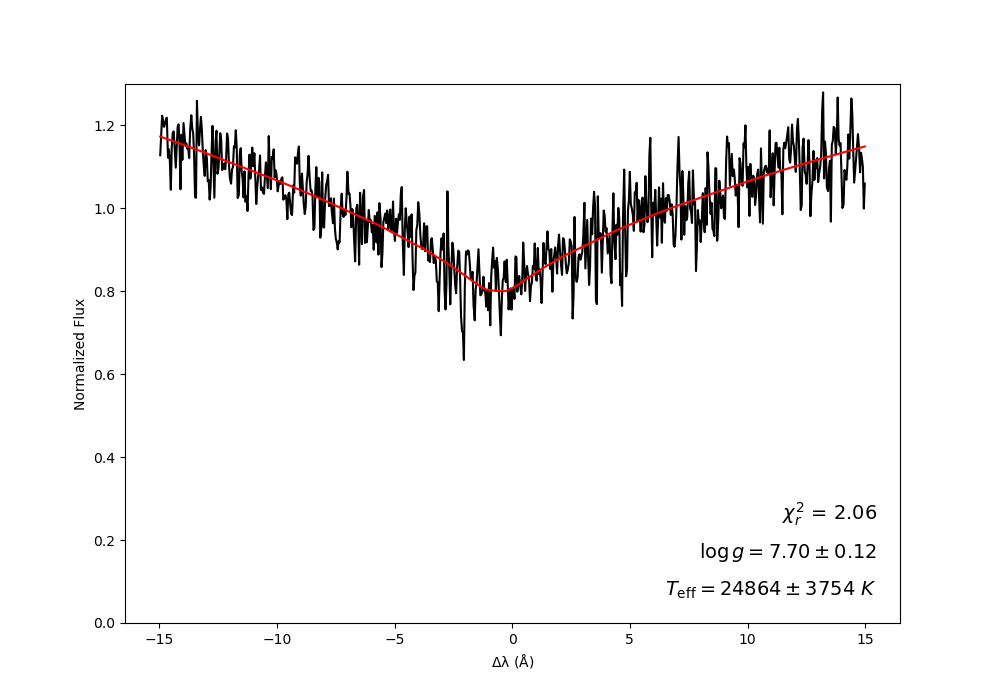 1.2
1.0
0.8
0.6
0.4
0.2
0.0
Normalized Flux
χ²ᵣ = 2.06
log g = 7.70 ± 0.12
T_eff = 24864 ± 3754 K
−15 −10 −5 0 5 10 15
Δλ (Å)